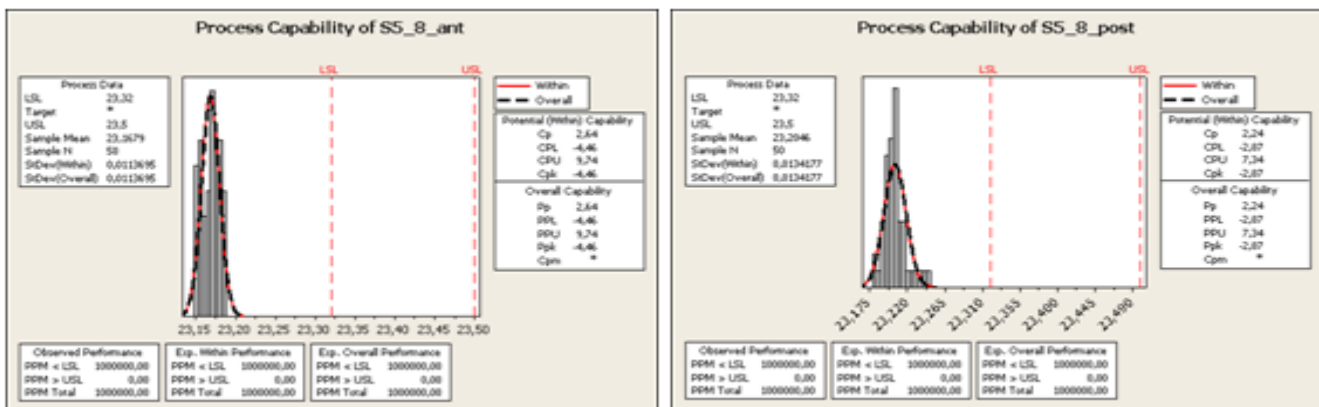 Process Capability of S5_8_ant
LSL
USL
Process Data
LSL 23,32
Target *
USL 23,5
Sample Mean 23,1679
Sample N 50
StDev(Within) 0,0113695
StDev(Overall) 0,0113695
Within
Overall
Potential (Within) Capability
Cp 2,64
CPL -4,46
CPU 9,74
Cpk -4,46
Overall Capability
Pp 2,64
PPL -4,46
PPU 9,74
Ppk -4,46
Cpm *
23,15 23,20 23,25 23,30 23,35 23,40 23,45 23,50
Observed Performance
PPM < LSL 1000000,00
PPM > USL 0,00
PPM Total 1000000,00
Exp. Within Performance
PPM < LSL 1000000,00
PPM > USL 0,00
PPM Total 1000000,00
Exp. Overall Performance
PPM < LSL 1000000,00
PPM > USL 0,00
PPM Total 1000000,00
Process Capability of S5_8_post
LSL
USL
Process Data
LSL 23,32
Target *
USL 23,5
Sample Mean 23,2046
Sample N 50
StDev(Within) 0,0134177
StDev(Overall) 0,0134177
Within
Overall
Potential (Within) Capability
Cp 2,24
CPL -2,87
CPU 7,34
Cpk -2,87
Overall Capability
Pp 2,24
PPL -2,87
PPU 7,34
Ppk -2,87
Cpm *
23,175 23,220 23,265 23,310 23,355 23,400 23,445 23,490
Observed Performance
PPM < LSL 1000000,00
PPM > USL 0,00
PPM Total 1000000,00
Exp. Within Performance
PPM < LSL 1000000,00
PPM > USL 0,00
PPM Total 1000000,00
Exp. Overall Performance
PPM < LSL 1000000,00
PPM > USL 0,00
PPM Total 1000000,00